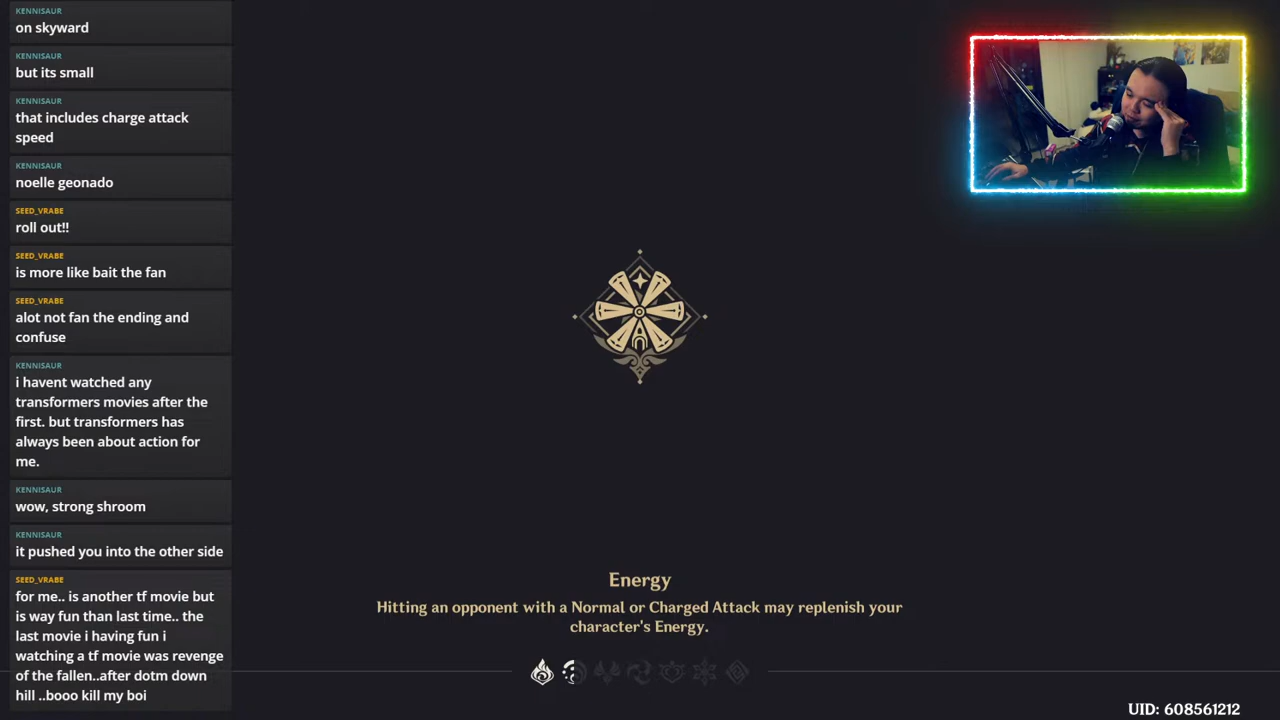 KENNISAUR
on skyward
KENNISAUR
but its small
KENNISAUR
that includes charge attack
speed
KENNISAUR
noelle geonado
SEED_VRABE
roll out!!
SEED_VRABE
is more like bait the fan
SEED_VRABE
alot not fan the ending and
confuse
KENNISAUR
i havent watched any
transformers movies after the
first. but transformers has
always been about action for
me.
KENNISAUR
wow, strong shroom
KENNISAUR
it pushed you into the other side
SEED_VRABE
for me.. is another tf movie but
is way fun than last time.. the
last movie i having fun i
watching a tf movie was revenge
of the fallen..after dotm down
hill ..booo kill my boi
Energy
Hitting an opponent with a Normal or Charged Attack may replenish your
character's Energy.
UID: 608561212